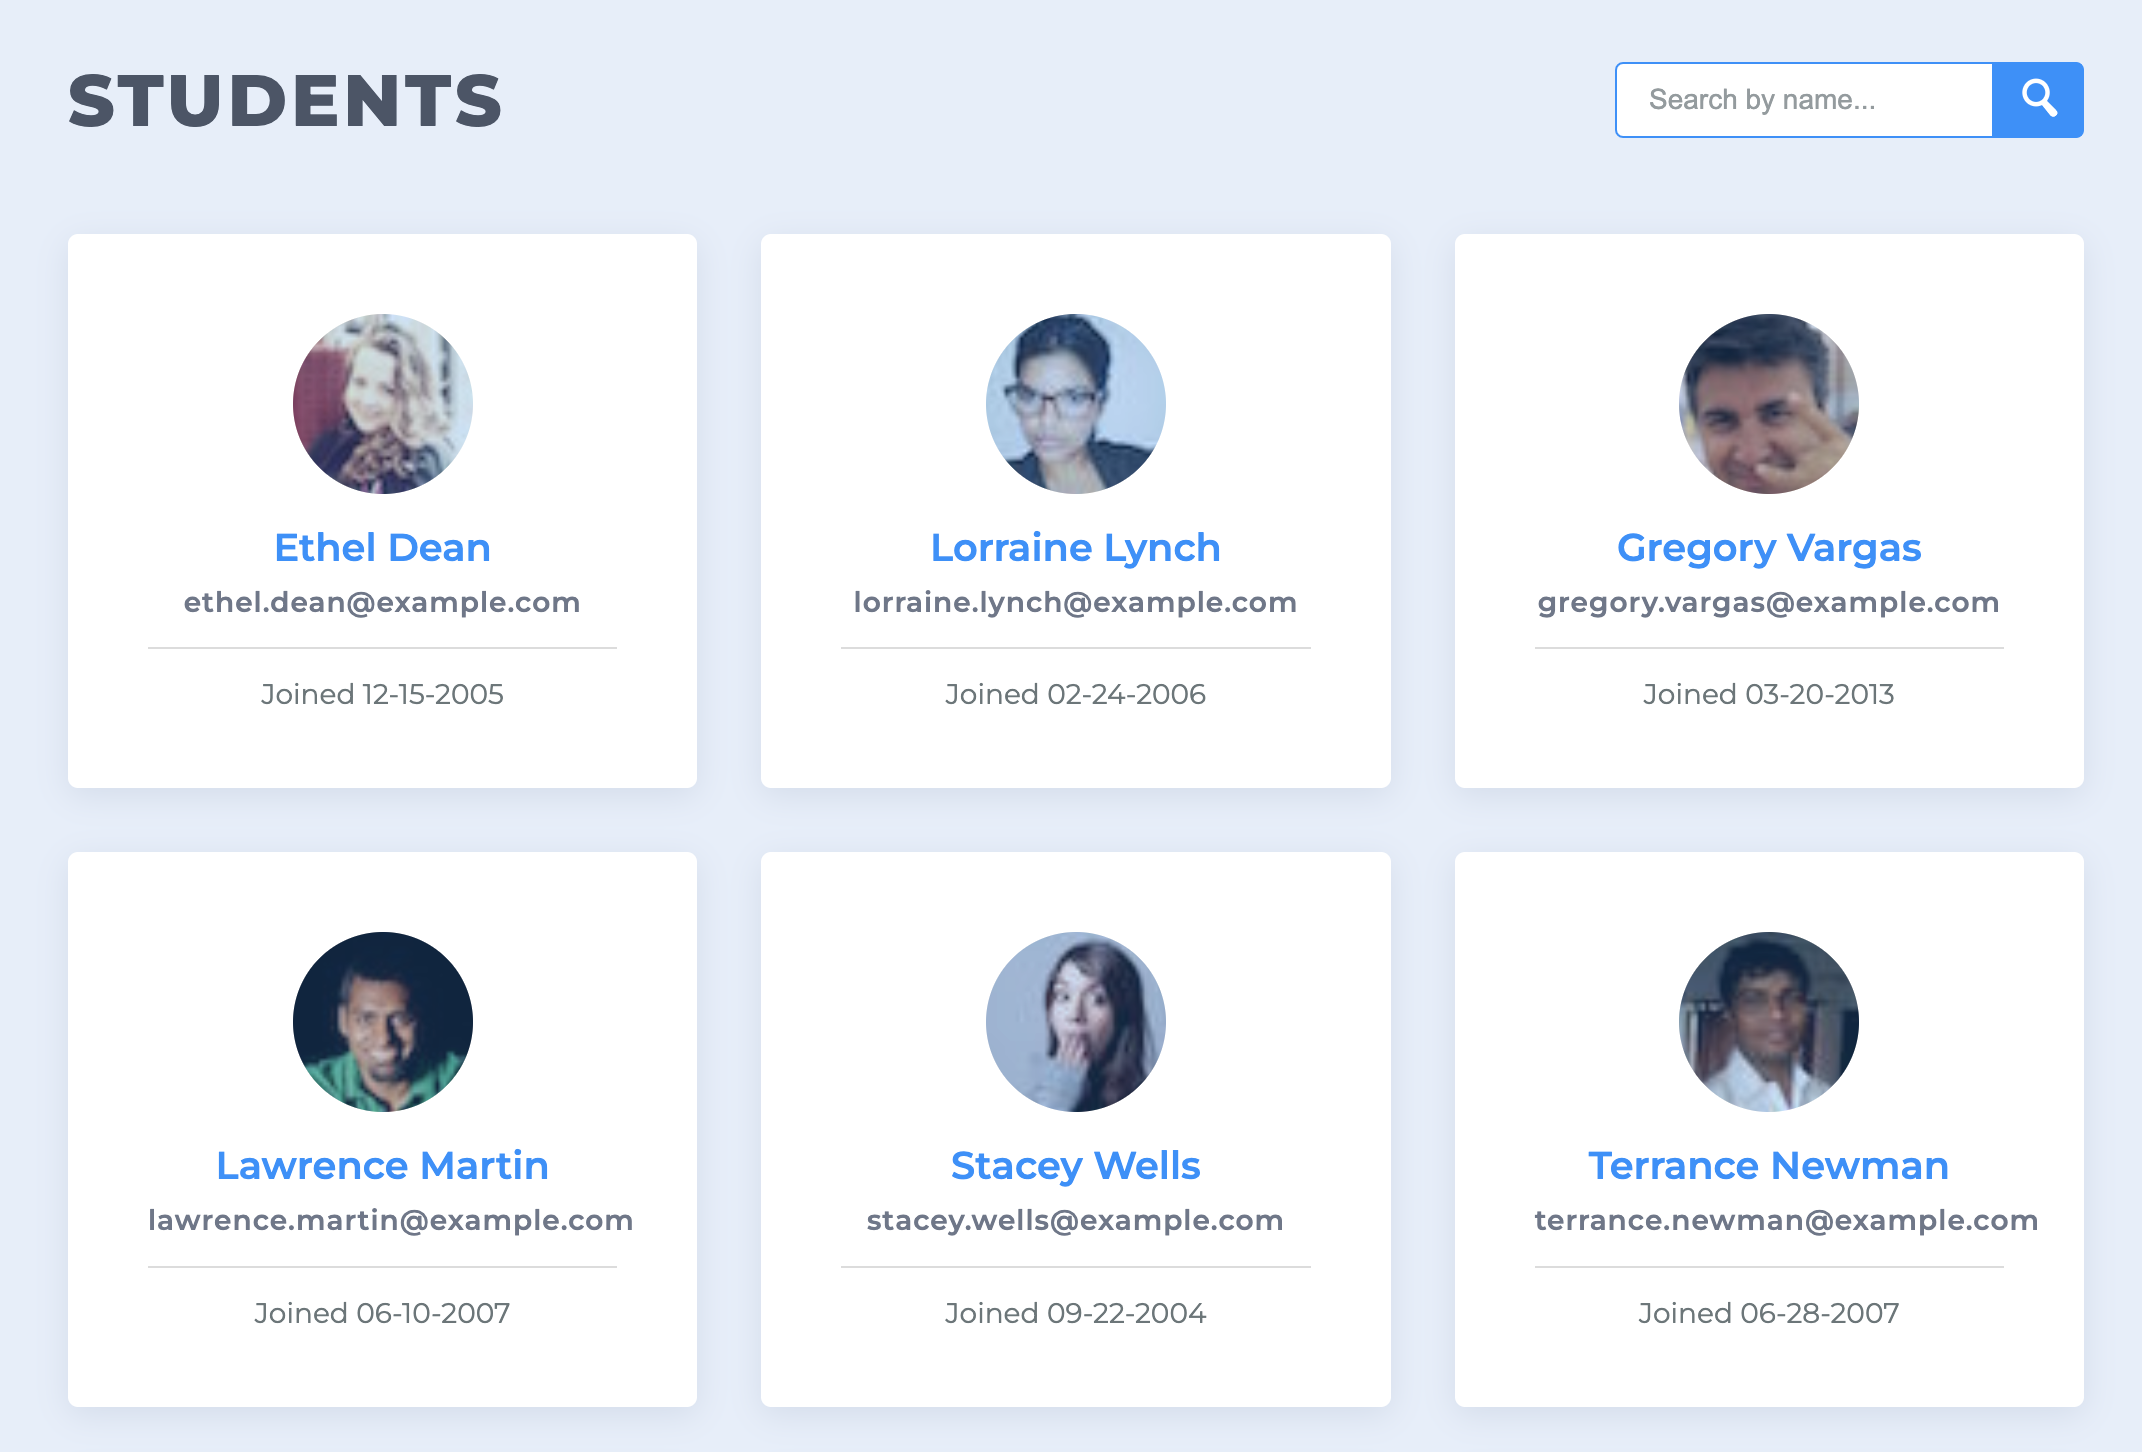 STUDENTS
Search by name...
Ethel Dean
ethel.dean@example.com
Joined 12-15-2005
Lorraine Lynch
lorraine.lynch@example.com
Joined 02-24-2006
Gregory Vargas
gregory.vargas@example.com
Joined 03-20-2013
Lawrence Martin
lawrence.martin@example.com
Joined 06-10-2007
Stacey Wells
stacey.wells@example.com
Joined 09-22-2004
Terrance Newman
terrance.newman@example.com
Joined 06-28-2007